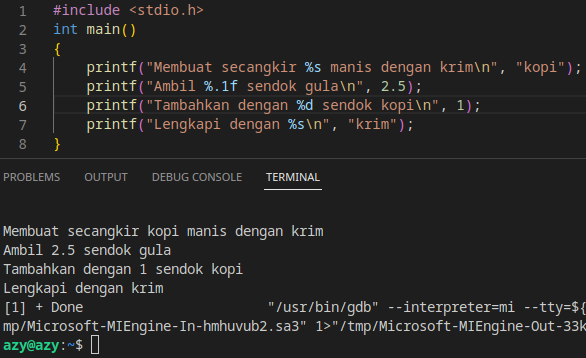 1 #include <stdio.h>
2 int main()
3 {
4 printf("Membuat secangkir %s manis dengan krim\n", "kopi");
5 printf("Ambil %.1f sendok gula\n", 2.5);
6 printf("Tambahkan dengan %d sendok kopi\n", 1);
7 printf("Lengkapi dengan %s\n", "krim");
8 }
PROBLEMS OUTPUT DEBUG CONSOLE TERMINAL
Membuat secangkir kopi manis dengan krim
Ambil 2.5 sendok gula
Tambahkan dengan 1 sendok kopi
Lengkapi dengan krim
[1] + Done "/usr/bin/gdb" --interpreter=mi --tty=${
mp/Microsoft-MIEngine-In-hmhuvub2.sa3" 1>"/tmp/Microsoft-MIEngine-Out-33k
azy@azy:~$